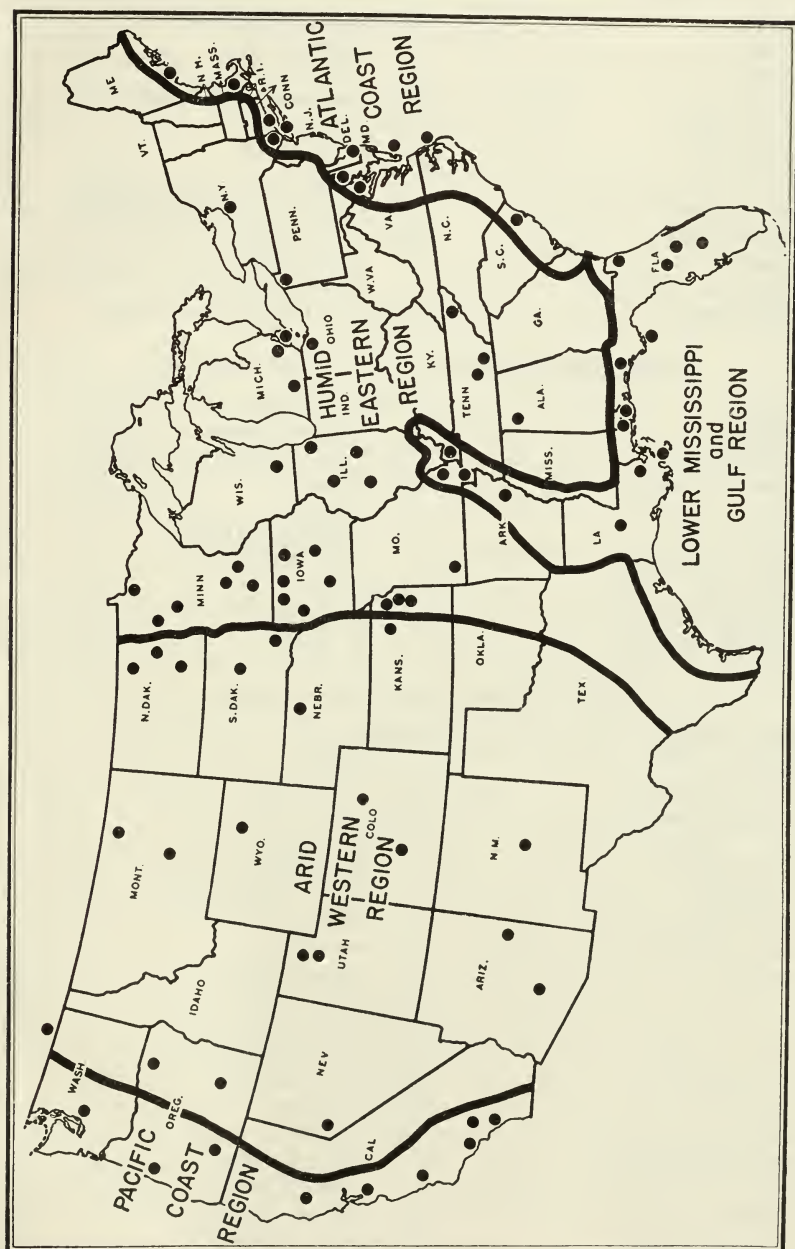 PACIFIC
COAST
REGION
ARID
WESTERN
REGION
HUMID
EASTERN
REGION
ATLANTIC
COAST
REGION
LOWER MISSISSIPPI
and
GULF REGION
WASH.
OREG.
CAL
NEV
IDAHO
MONT.
WYO.
UTAH
COLO
ARIZ.
N.M.
N.DAK.
S.DAK.
NEBR.
KANS.
OKLA.
TEX
MINN
IOWA
MO.
ARK
LA
WIS.
ILL.
MICH.
IND.
OHIO
KY.
TENN
MISS.
ALA.
GA.
FLA
S.C.
N.C.
VA.
W.VA
PENN.
N.Y
VT.
ME
N H.
MASS.
R.I.
CONN
N.J.
DEL.
MD.